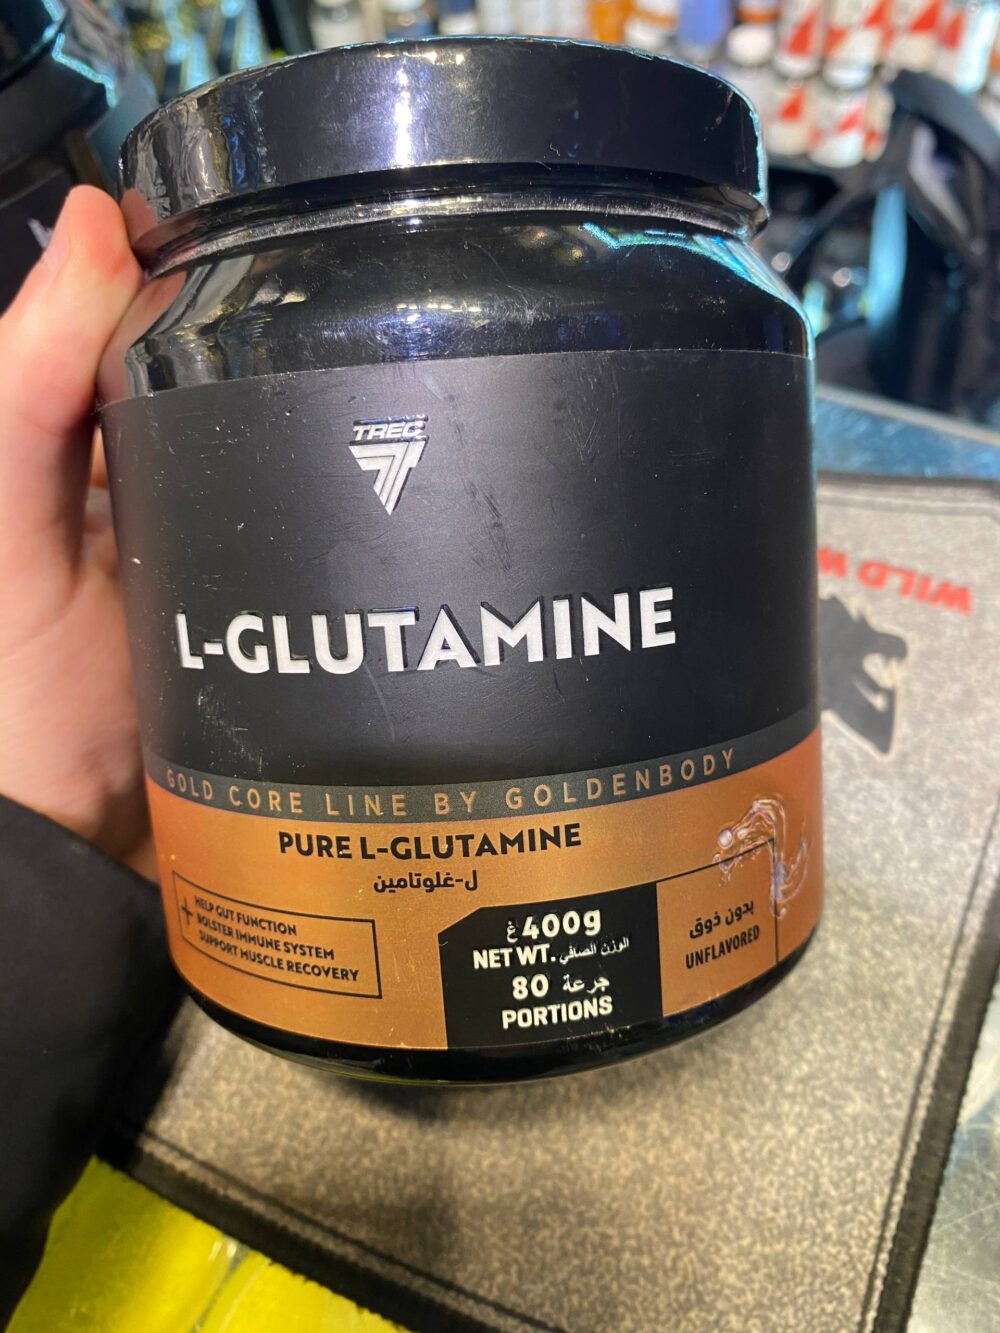 TREC
L-GLUTAMINE
GOLD CORE LINE BY GOLDENBODY
PURE L-GLUTAMINE
ل-غلوتامين
+ HELP GUT FUNCTION
BOLSTER IMMUNE SYSTEM
SUPPORT MUSCLE RECOVERY
400g غ
NET WT. الوزن الصافي
80 جرعة
PORTIONS
بدون ذوق
UNFLAVORED
WILD W